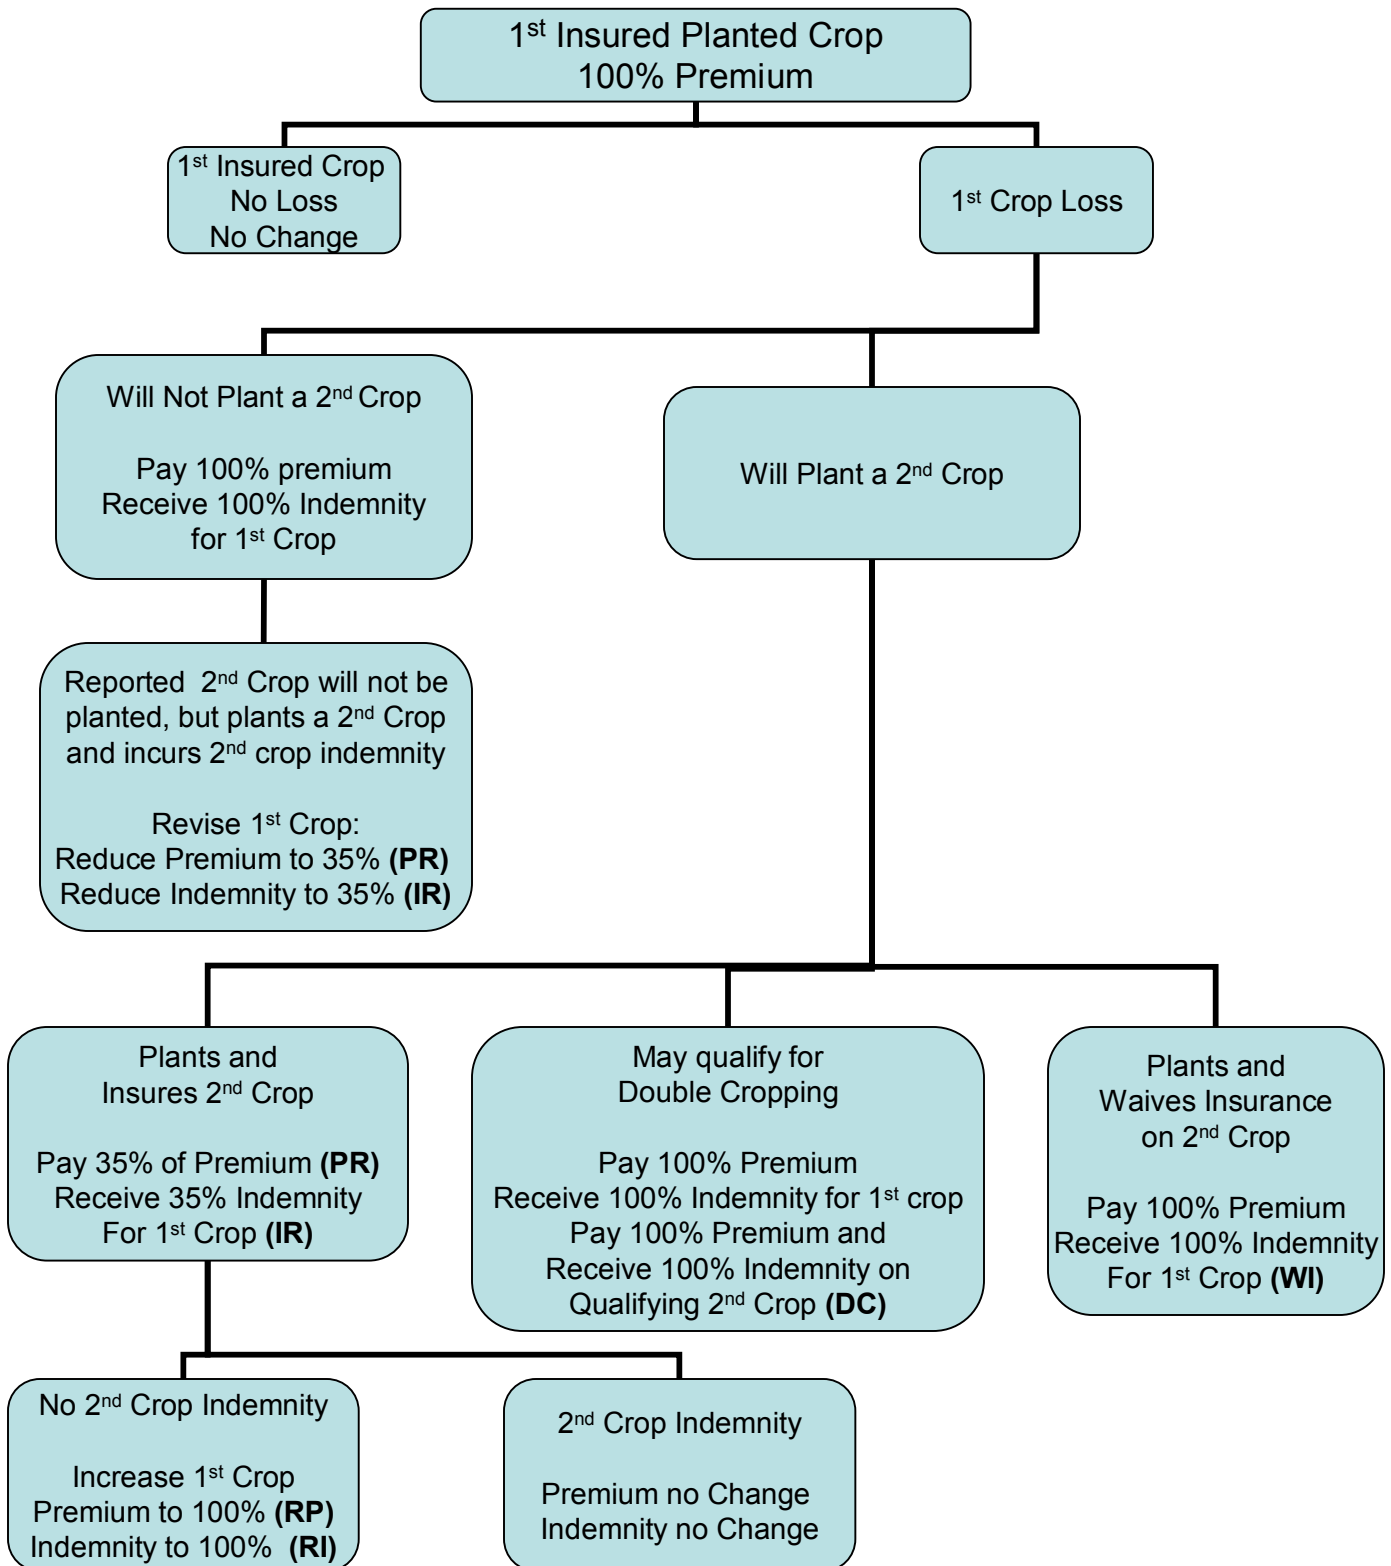 1st Insured Planted Crop
100% Premium
1st Insured Crop
No Loss
No Change
1st Crop Loss
Will Not Plant a 2nd Crop
Pay 100% premium
Receive 100% Indemnity
for 1st Crop
Will Plant a 2nd Crop
Reported 2nd Crop will not be
planted, but plants a 2nd Crop
and incurs 2nd crop indemnity
Revise 1st Crop:
Reduce Premium to 35% (PR)
Reduce Indemnity to 35% (IR)
Plants and
Insures 2nd Crop
Pay 35% of Premium (PR)
Receive 35% Indemnity
For 1st Crop (IR)
May qualify for
Double Cropping
Pay 100% Premium
Receive 100% Indemnity for 1st crop
Pay 100% Premium and
Receive 100% Indemnity on
Qualifying 2nd Crop (DC)
Plants and
Waives Insurance
on 2nd Crop
Pay 100% Premium
Receive 100% Indemnity
For 1st Crop (WI)
No 2nd Crop Indemnity
Increase 1st Crop
Premium to 100% (RP)
Indemnity to 100% (RI)
2nd Crop Indemnity
Premium no Change
Indemnity no Change